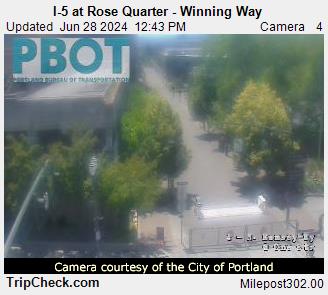 I-5 at Rose Quarter - Winning Way
Updated Jun 28 2024 12:43 PM Camera 4
PBOT
PORTLAND BUREAU OF TRANSPORTATION
Camera courtesy of the City of Portland
TripCheck.com Milepost302.00